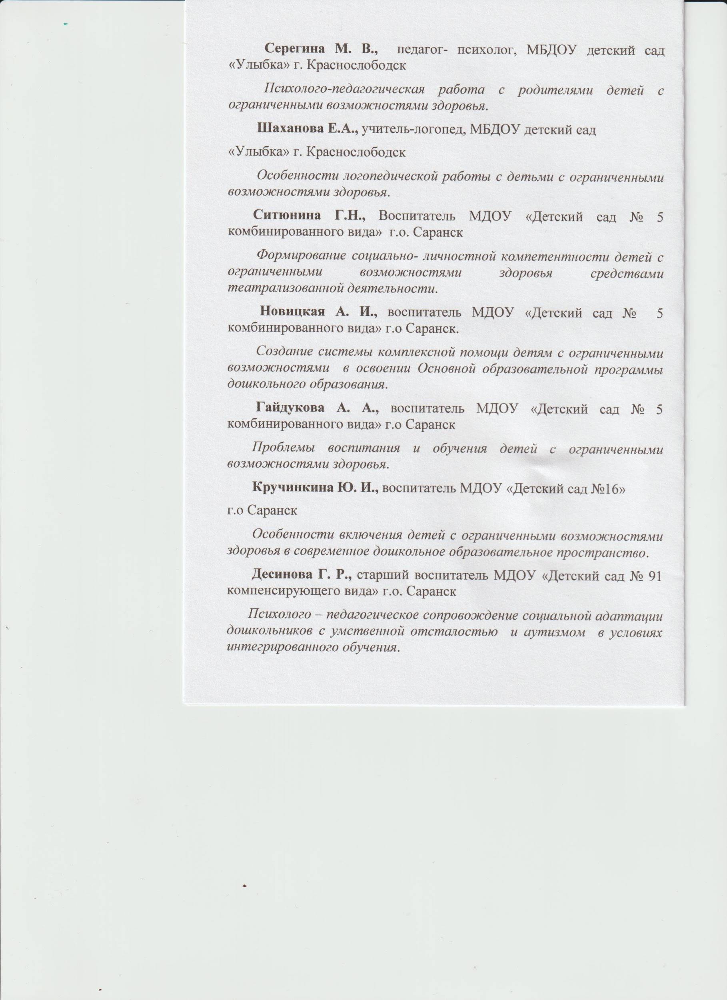 Серегина М. В., педагог- психолог, МБДОУ детский сад
«Улыбка» г. Краснослободск
Психолого-педагогическая работа с родителями детей с
ограниченными возможностями здоровья.
Шаханова Е.А., учитель-логопед, МБДОУ детский сад
«Улыбка» г. Краснослободск
Особенности логопедической работы с детьми с ограниченными
возможностями здоровья.
Ситюнина Г.Н., Воспитатель МДОУ «Детский сад № 5
комбинированного вида» г.о. Саранск
Формирование социально- личностной компетентности детей с
ограниченными возможностями здоровья средствами
театрализованной деятельности.
Новицкая А. И., воспитатель МДОУ «Детский сад № 5
комбинированного вида» г.о Саранск.
Создание системы комплексной помощи детям с ограниченными
возможностями в освоении Основной образовательной программы
дошкольного образования.
Гайдукова А. А., воспитатель МДОУ «Детский сад № 5
комбинированного вида» г.о Саранск
Проблемы воспитания и обучения детей с ограниченными
возможностями здоровья.
Кручинкина Ю. И., воспитатель МДОУ «Детский сад №16»
г.о Саранск
Особенности включения детей с ограниченными возможностями
здоровья в современное дошкольное образовательное пространство.
Десинова Г. Р., старший воспитатель МДОУ «Детский сад № 91
компенсирующего вида» г.о. Саранск
Психолого – педагогическое сопровождение социальной адаптации
дошкольников с умственной отсталостью и аутизмом в условиях
интегрированного обучения.